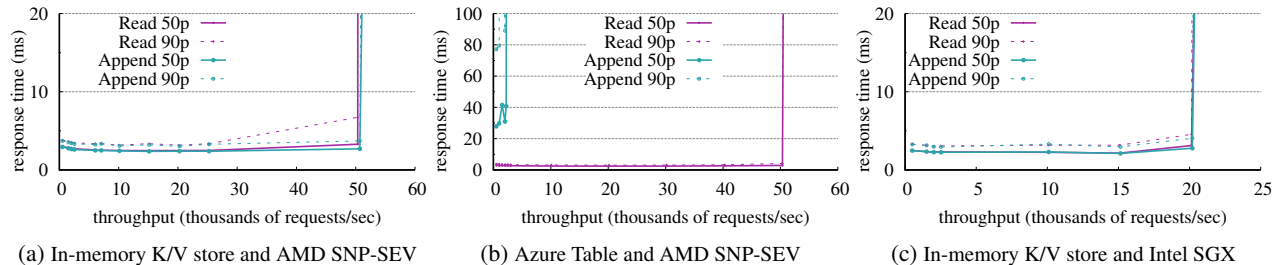 20
10
0
response time (ms)
Read 50p
Read 90p
Append 50p
Append 90p
0 10 20 30 40 50 60
throughput (thousands of requests/sec)
(a) In-memory K/V store and AMD SNP-SEV
100
80
60
40
20
0
response time (ms)
Read 50p
Read 90p
Append 50p
Append 90p
0 10 20 30 40 50 60
throughput (thousands of requests/sec)
(b) Azure Table and AMD SNP-SEV
20
10
0
response time (ms)
Read 50p
Read 90p
Append 50p
Append 90p
0 5 10 15 20 25
throughput (thousands of requests/sec)
(c) In-memory K/V store and Intel SGX